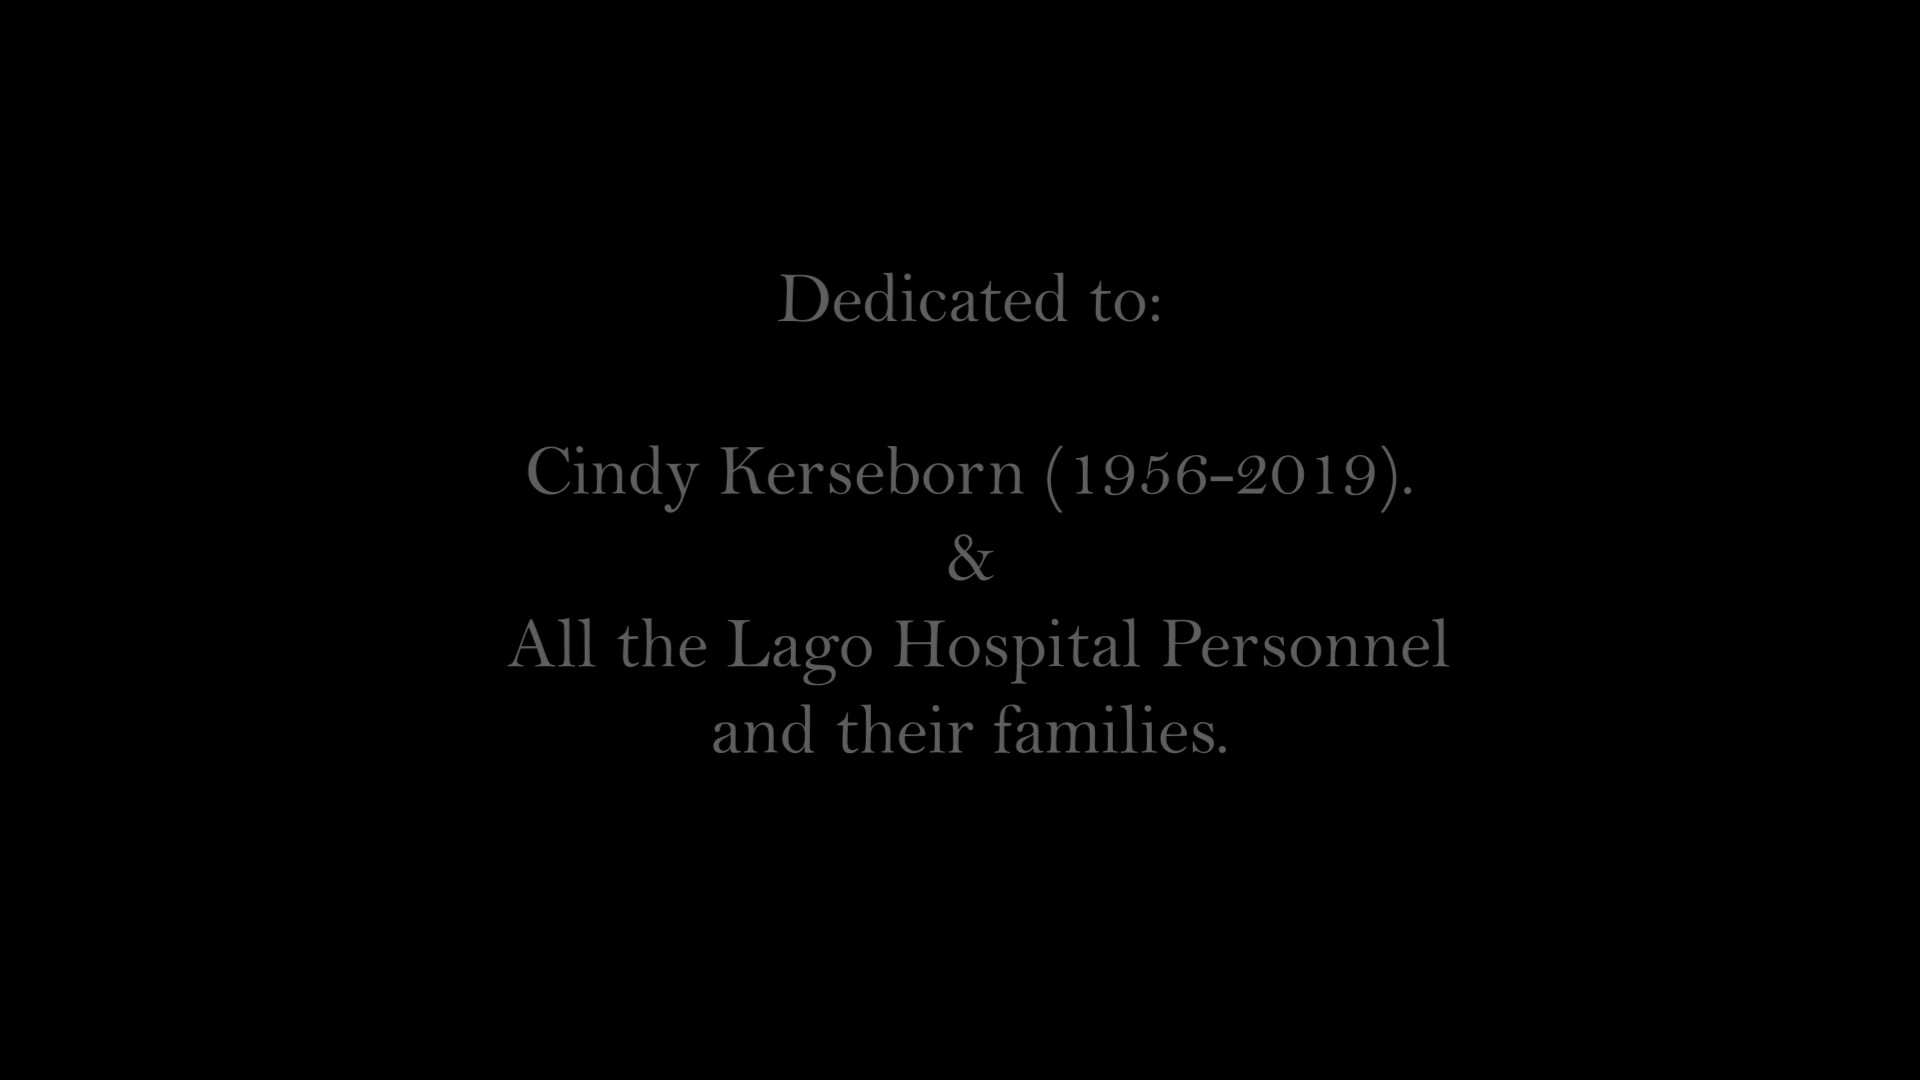 Dedicated to:
Cindy Kerseborn (1956-2019).
&
All the Lago Hospital Personnel
and their families.